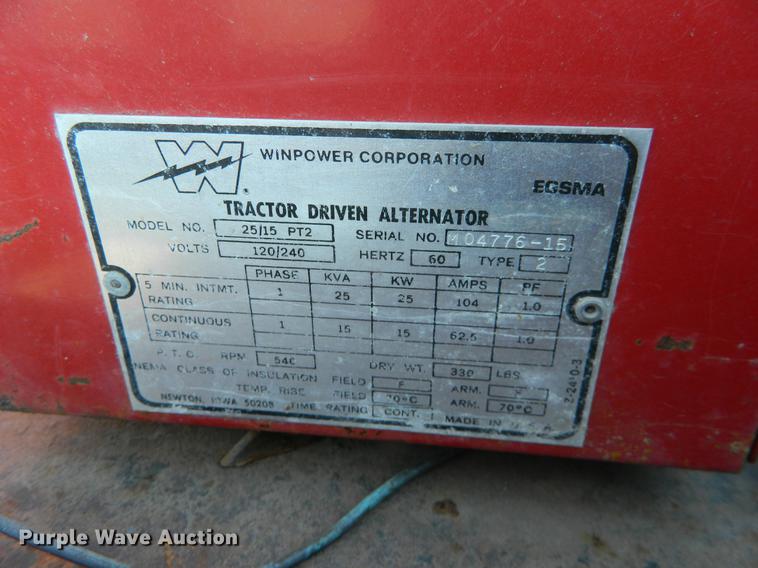 W
WINPOWER CORPORATION
EGSMA
TRACTOR DRIVEN ALTERNATOR
MODEL NO. 25/15 PT2 SERIAL NO. M04776-15
VOLTS 120/240 HERTZ 60 TYPE 2
PHASE KVA KW AMPS PF
5 MIN. INTMT. RATING 1 25 25 104 1.0
CONTINUOUS RATING 1 15 15 62.5 1.0
P.T.O. RPM 540 DRY WT. 330 LBS
NEMA CLASS OF INSULATION FIELD F ARM. F
TEMP. RISE FIELD 70°C ARM. 70°C
NEWTON, IOWA 50208 TIME RATING CONT. MADE IN U.S.A.
Z-2410-3
Purple Wave Auction